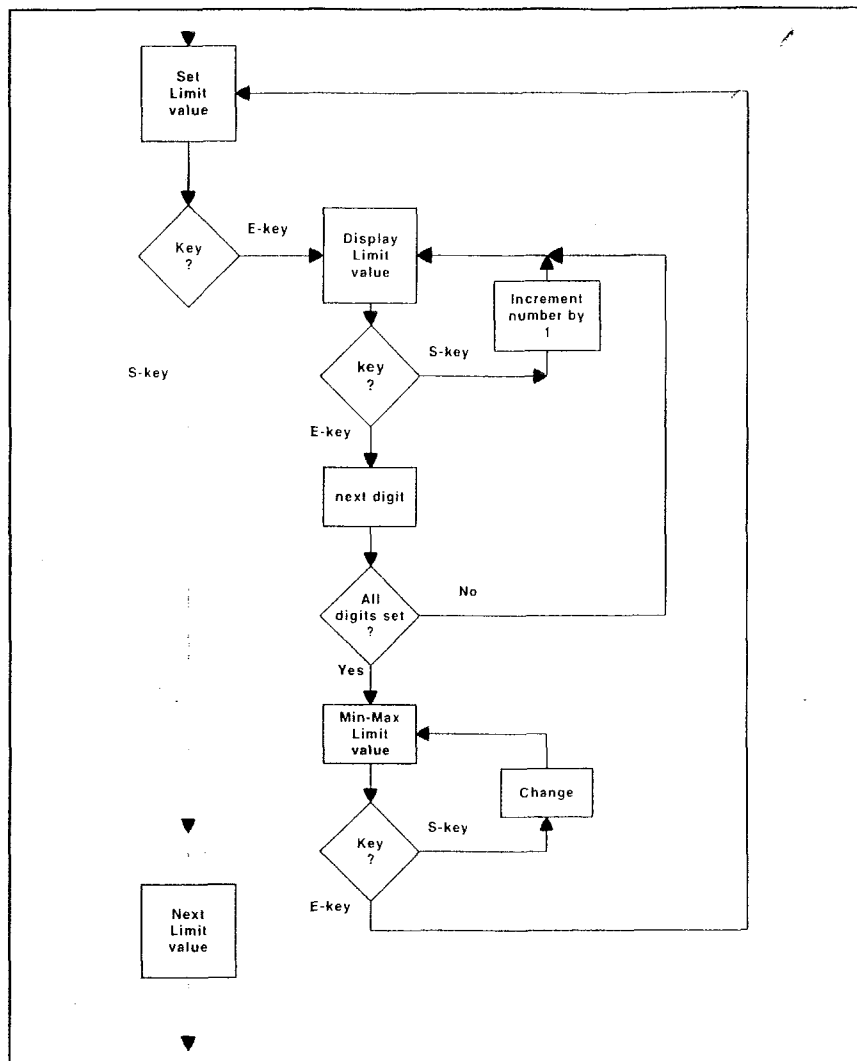 Set
Limit
value
Key
?
E-key
S-key
Display
Limit
value
Increment
number by
1
key
?
S-key
E-key
next digit
All
digits set
?
No
Yes
Min-Max
Limit
value
Change
Key
?
S-key
E-key
Next
Limit
value